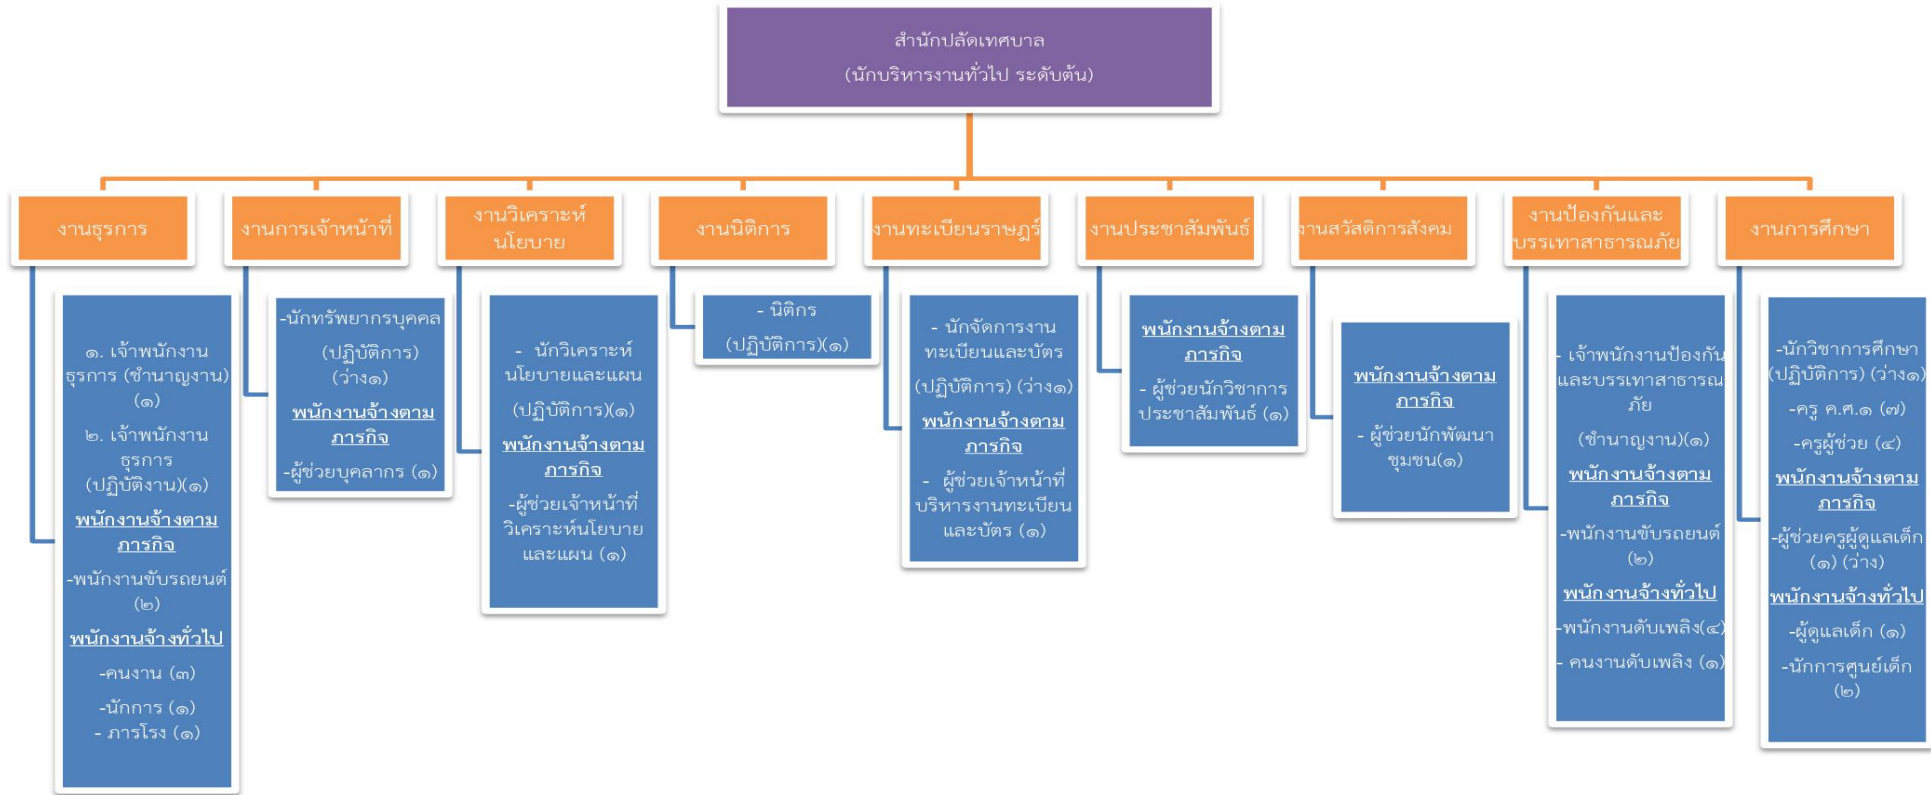 สำนักปลัดเทศบาล
(นักบริหารงานทั่วไป ระดับต้น)
งานธุรการ
๑. เจ้าพนักงาน
ธุรการ (ชำนาญงาน)
(๑)
๒. เจ้าพนักงาน
ธุรการ
(ปฏิบัติงาน)(๑)
พนักงานจ้างตาม
ภารกิจ
-พนักงานขับรถยนต์
(๒)
พนักงานจ้างทั่วไป
-คนงาน (๓)
-นักการ (๑)
- ภารโรง (๑)
งานการเจ้าหน้าที่
-นักทรัพยากรบุคคล
(ปฏิบัติการ)
(ว่าง๑)
พนักงานจ้างตาม
ภารกิจ
-ผู้ช่วยบุคลากร (๑)
งานวิเคราะห์
นโยบาย
- นักวิเคราะห์
นโยบายและแผน
(ปฏิบัติการ)(๑)
พนักงานจ้างตาม
ภารกิจ
-ผู้ช่วยเจ้าหน้าที่
วิเคราะห์นโยบาย
และแผน (๑)
งานนิติการ
- นิติกร
(ปฏิบัติการ)(๑)
งานทะเบียนราษฎร์
- นักจัดการงาน
ทะเบียนและบัตร
(ปฏิบัติการ) (ว่าง๑)
พนักงานจ้างตาม
ภารกิจ
- ผู้ช่วยเจ้าหน้าที่
บริหารงานทะเบียน
และบัตร (๑)
งานประชาสัมพันธ์
พนักงานจ้างตาม
ภารกิจ
- ผู้ช่วยนักวิชาการ
ประชาสัมพันธ์ (๑)
งานสวัสดิการสังคม
พนักงานจ้างตาม
ภารกิจ
- ผู้ช่วยนักพัฒนา
ชุมชน(๑)
งานป้องกันและ
บรรเทาสาธารณภัย
- เจ้าพนักงานป้องกัน
และบรรเทาสาธารณ
ภัย
(ชำนาญงาน)(๑)
พนักงานจ้างตาม
ภารกิจ
-พนักงานขับรถยนต์
(๒)
พนักงานจ้างทั่วไป
-พนักงานดับเพลิง(๔)
- คนงานดับเพลิง (๑)
งานการศึกษา
-นักวิชาการศึกษา
(ปฏิบัติการ) (ว่าง๑)
-ครู ค.ศ.๑ (๗)
-ครูผู้ช่วย (๔)
พนักงานจ้างตาม
ภารกิจ
-ผู้ช่วยครูผู้ดูแลเด็ก
(๑) (ว่าง)
พนักงานจ้างทั่วไป
-ผู้ดูแลเด็ก (๑)
-นักการศูนย์เด็ก
(๒)